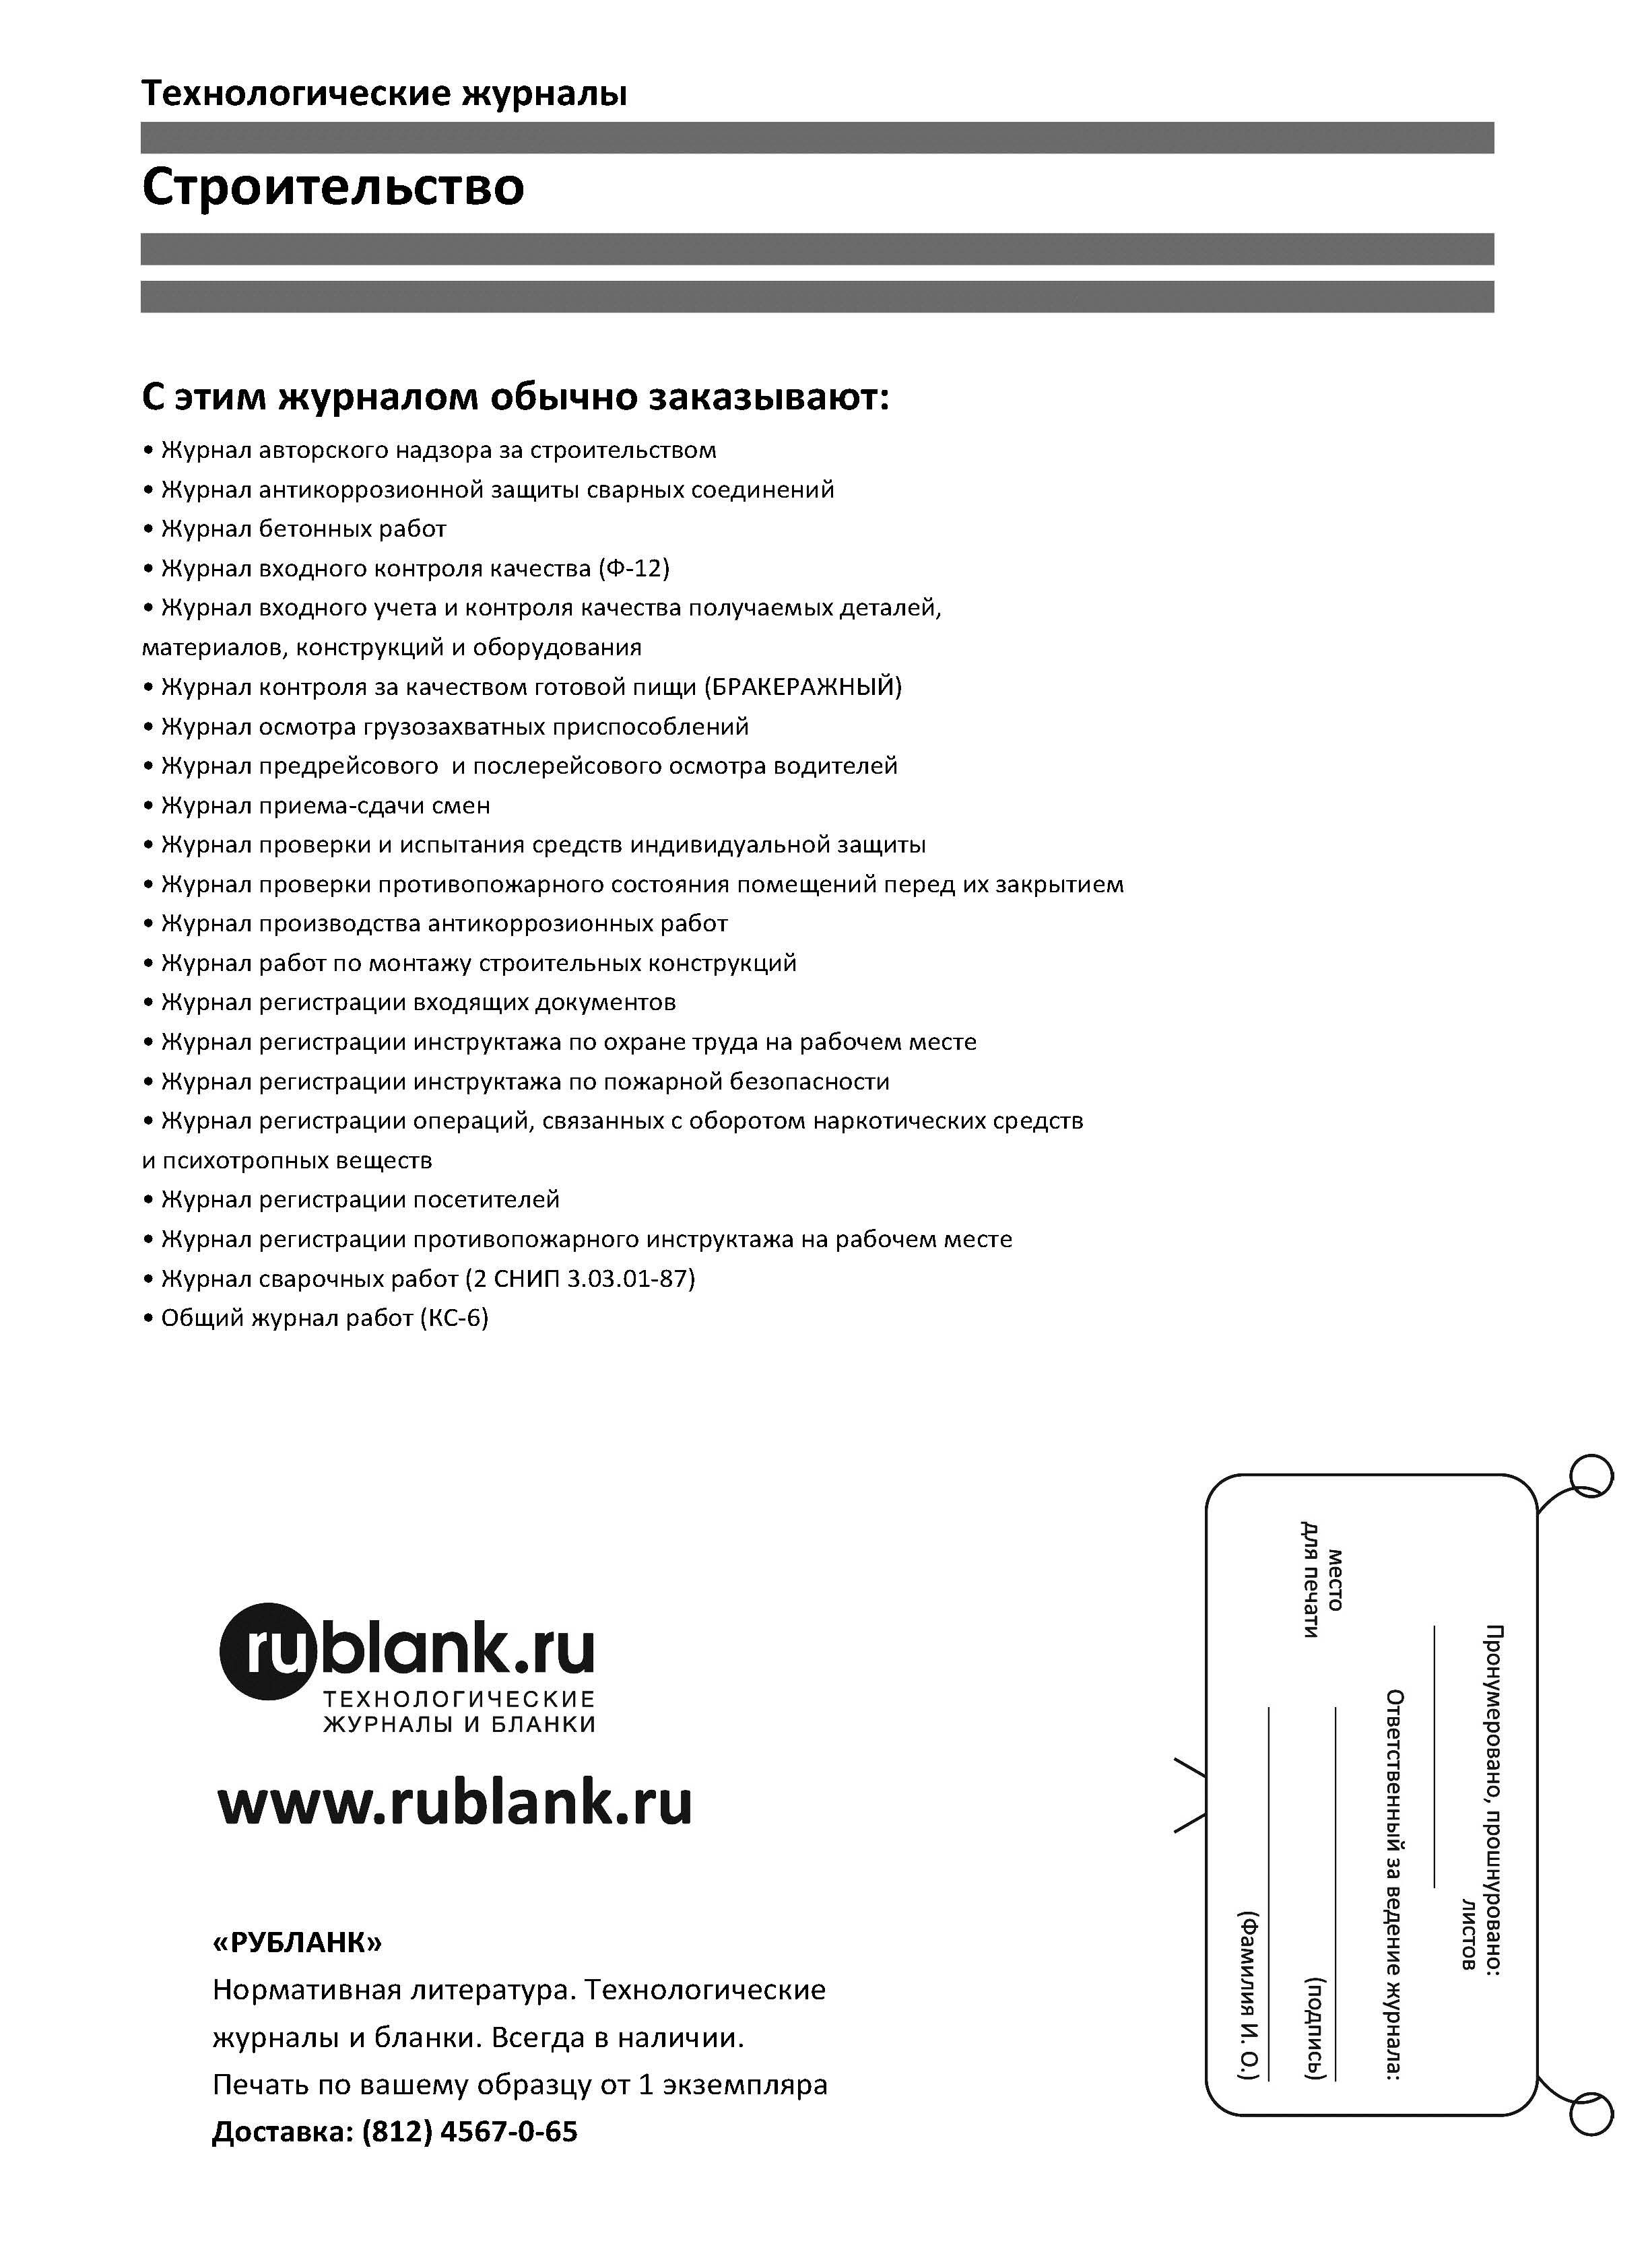 Технологические журналы
Строительство
С этим журналом обычно заказывают:
• Журнал авторского надзора за строительством
• Журнал антикоррозионной защиты сварных соединений
• Журнал бетонных работ
• Журнал входного контроля качества (Ф-12)
• Журнал входного учета и контроля качества получаемых деталей,
материалов, конструкций и оборудования
• Журнал контроля за качеством готовой пищи (БРАКЕРАЖНЫЙ)
• Журнал осмотра грузозахватных приспособлений
• Журнал предрейсового  и послерейсового осмотра водителей
• Журнал приема-сдачи смен
• Журнал проверки и испытания средств индивидуальной защиты
• Журнал проверки противопожарного состояния помещений перед их закрытием
• Журнал производства антикоррозионных работ
• Журнал работ по монтажу строительных конструкций
• Журнал регистрации входящих документов
• Журнал регистрации инструктажа по охране труда на рабочем месте
• Журнал регистрации инструктажа по пожарной безопасности
• Журнал регистрации операций, связанных с оборотом наркотических средств
и психотропных веществ
• Журнал регистрации посетителей
• Журнал регистрации противопожарного инструктажа на рабочем месте
• Журнал сварочных работ (2 СНИП 3.03.01-87)
• Общий журнал работ (КС-6)
rublank.ru
ТЕХНОЛОГИЧЕСКИЕ
ЖУРНАЛЫ И БЛАНКИ
www.rublank.ru
«РУБЛАНК»
Нормативная литература. Технологические
журналы и бланки. Всегда в наличии.
Печать по вашему образцу от 1 экземпляра
Доставка: (812) 4567-0-65
Пронумеровано, прошнуровано:
листов
Ответственный за ведение журнала:
место
для печати
(подпись)
(Фамилия И. О.)